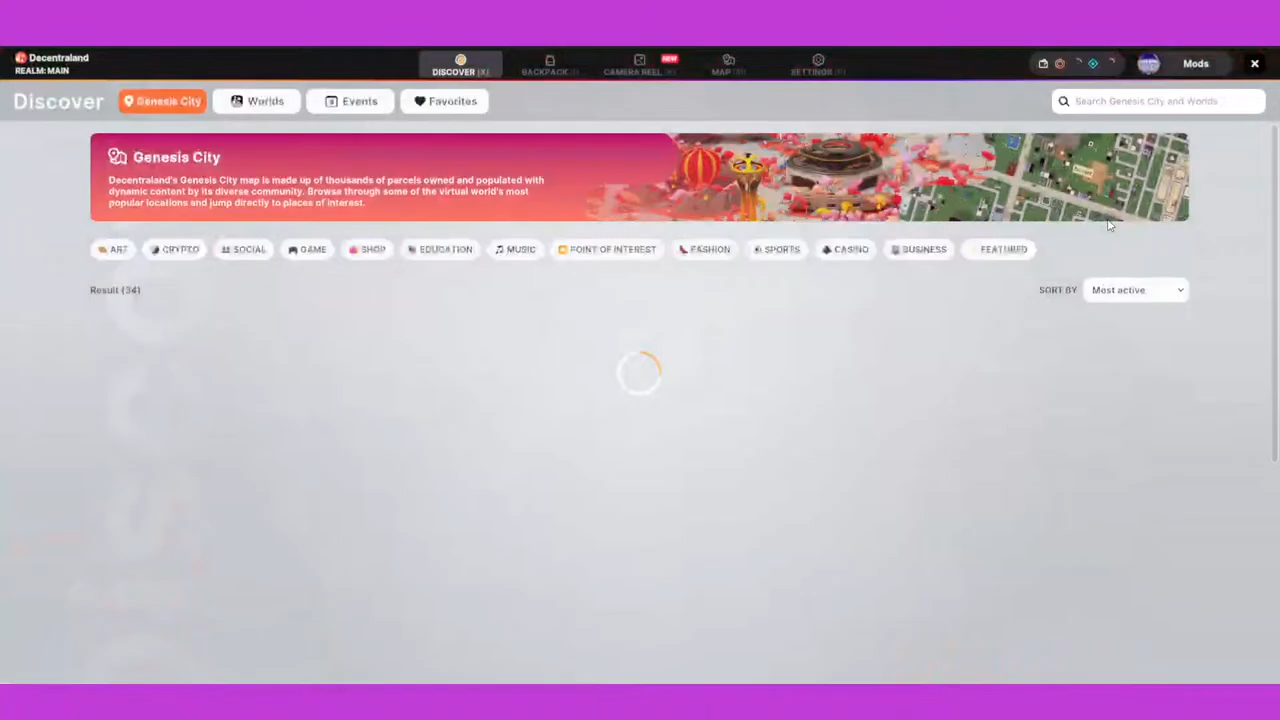 Decentraland
REALM: MAIN
DISCOVER [X]
BACKPACK
CAMERA REEL
NEW
MAP
SETTINGS
Mods
Discover
Genesis City
Worlds
Events
Favorites
Search Genesis City and Worlds
Genesis City
Decentraland's Genesis City map is made up of thousands of parcels owned and populated with
dynamic content by its diverse community. Browse through some of the virtual world's most
popular locations and jump directly to places of interest.
ART
CRYPTO
SOCIAL
GAME
SHOP
EDUCATION
MUSIC
POINT OF INTEREST
FASHION
SPORTS
CASINO
BUSINESS
FEATURED
Result (34)
SORT BY
Most active